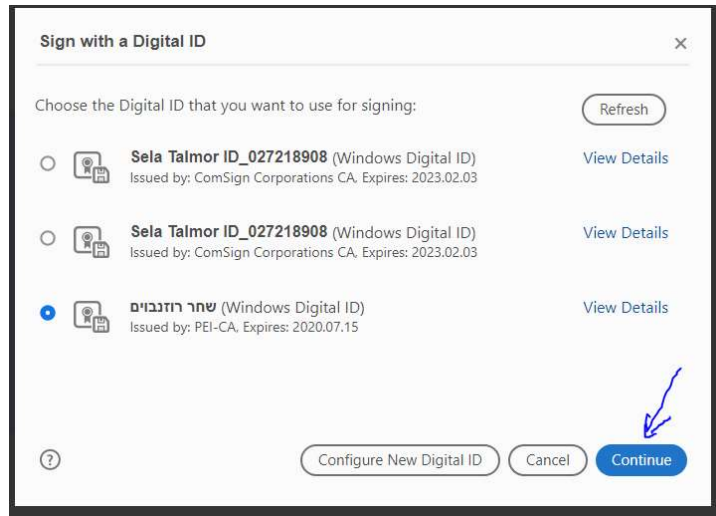 Sign with a Digital ID
Choose the Digital ID that you want to use for signing:
Refresh
Sela Talmor ID_027218908 (Windows Digital ID)
View Details
Issued by: ComSign Corporations CA, Expires: 2023.02.03
Sela Talmor ID_027218908 (Windows Digital ID)
View Details
Issued by: ComSign Corporations CA, Expires: 2023.02.03
שחר רוזנבוים (Windows Digital ID)
View Details
Issued by: PEI-CA, Expires: 2020.07.15
Configure New Digital ID
Cancel
Continue